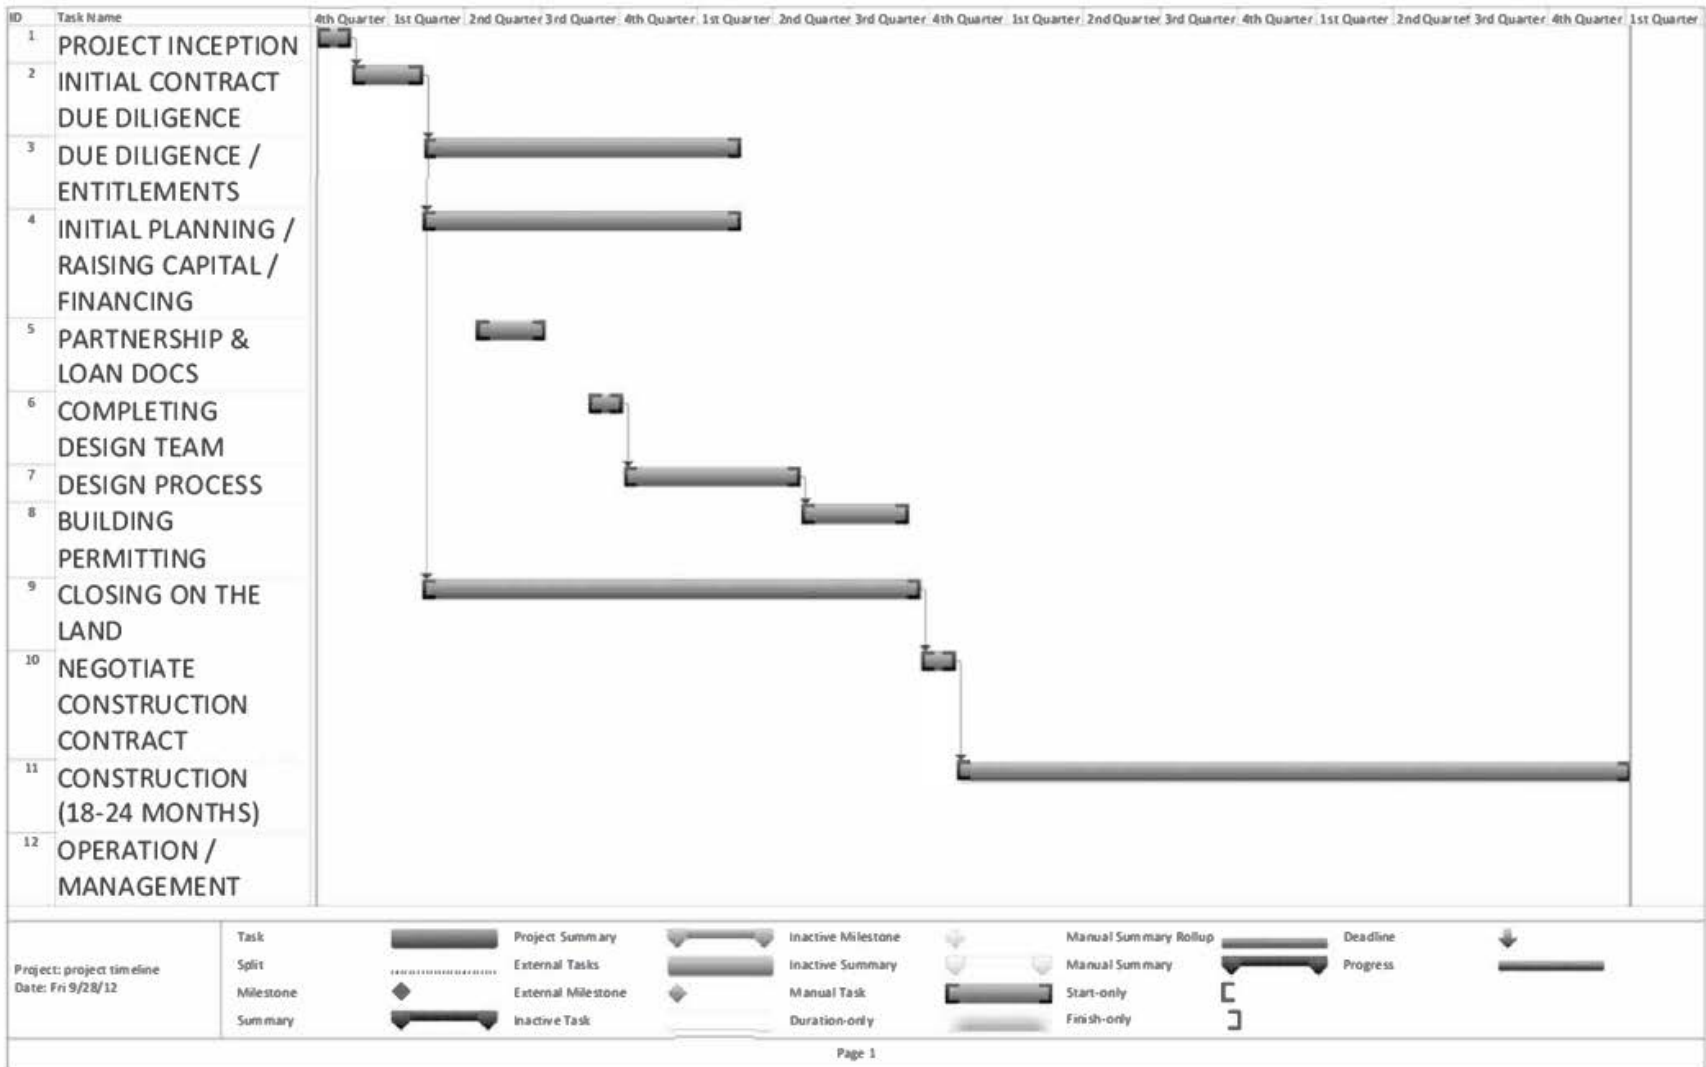 ID Task Name 4th Quarter 1st Quarter 2nd Quarter 3rd Quarter 4th Quarter 1st Quarter 2nd Quarter 3rd Quarter 4th Quarter 1st Quarter 2nd Quarter 3rd Quarter 4th Quarter 1st Quarter 2nd Quarter 3rd Quarter 4th Quarter 1st Quarter
1 PROJECT INCEPTION
2 INITIAL CONTRACT
DUE DILIGENCE
3 DUE DILIGENCE /
ENTITLEMENTS
4 INITIAL PLANNING /
RAISING CAPITAL /
FINANCING
5 PARTNERSHIP &
LOAN DOCS
6 COMPLETING
DESIGN TEAM
7 DESIGN PROCESS
8 BUILDING
PERMITTING
9 CLOSING ON THE
LAND
10 NEGOTIATE
CONSTRUCTION
CONTRACT
11 CONSTRUCTION
(18-24 MONTHS)
12 OPERATION /
MANAGEMENT
Project: project timeline
Date: Fri 9/28/12
Task
Split
Milestone
Summary
Project Summary
External Tasks
External Milestone
Inactive Task
Inactive Milestone
Inactive Summary
Manual Task
Duration-only
Manual Summary Rollup
Manual Summary
Start-only
Finish-only
Deadline
Progress
Page 1